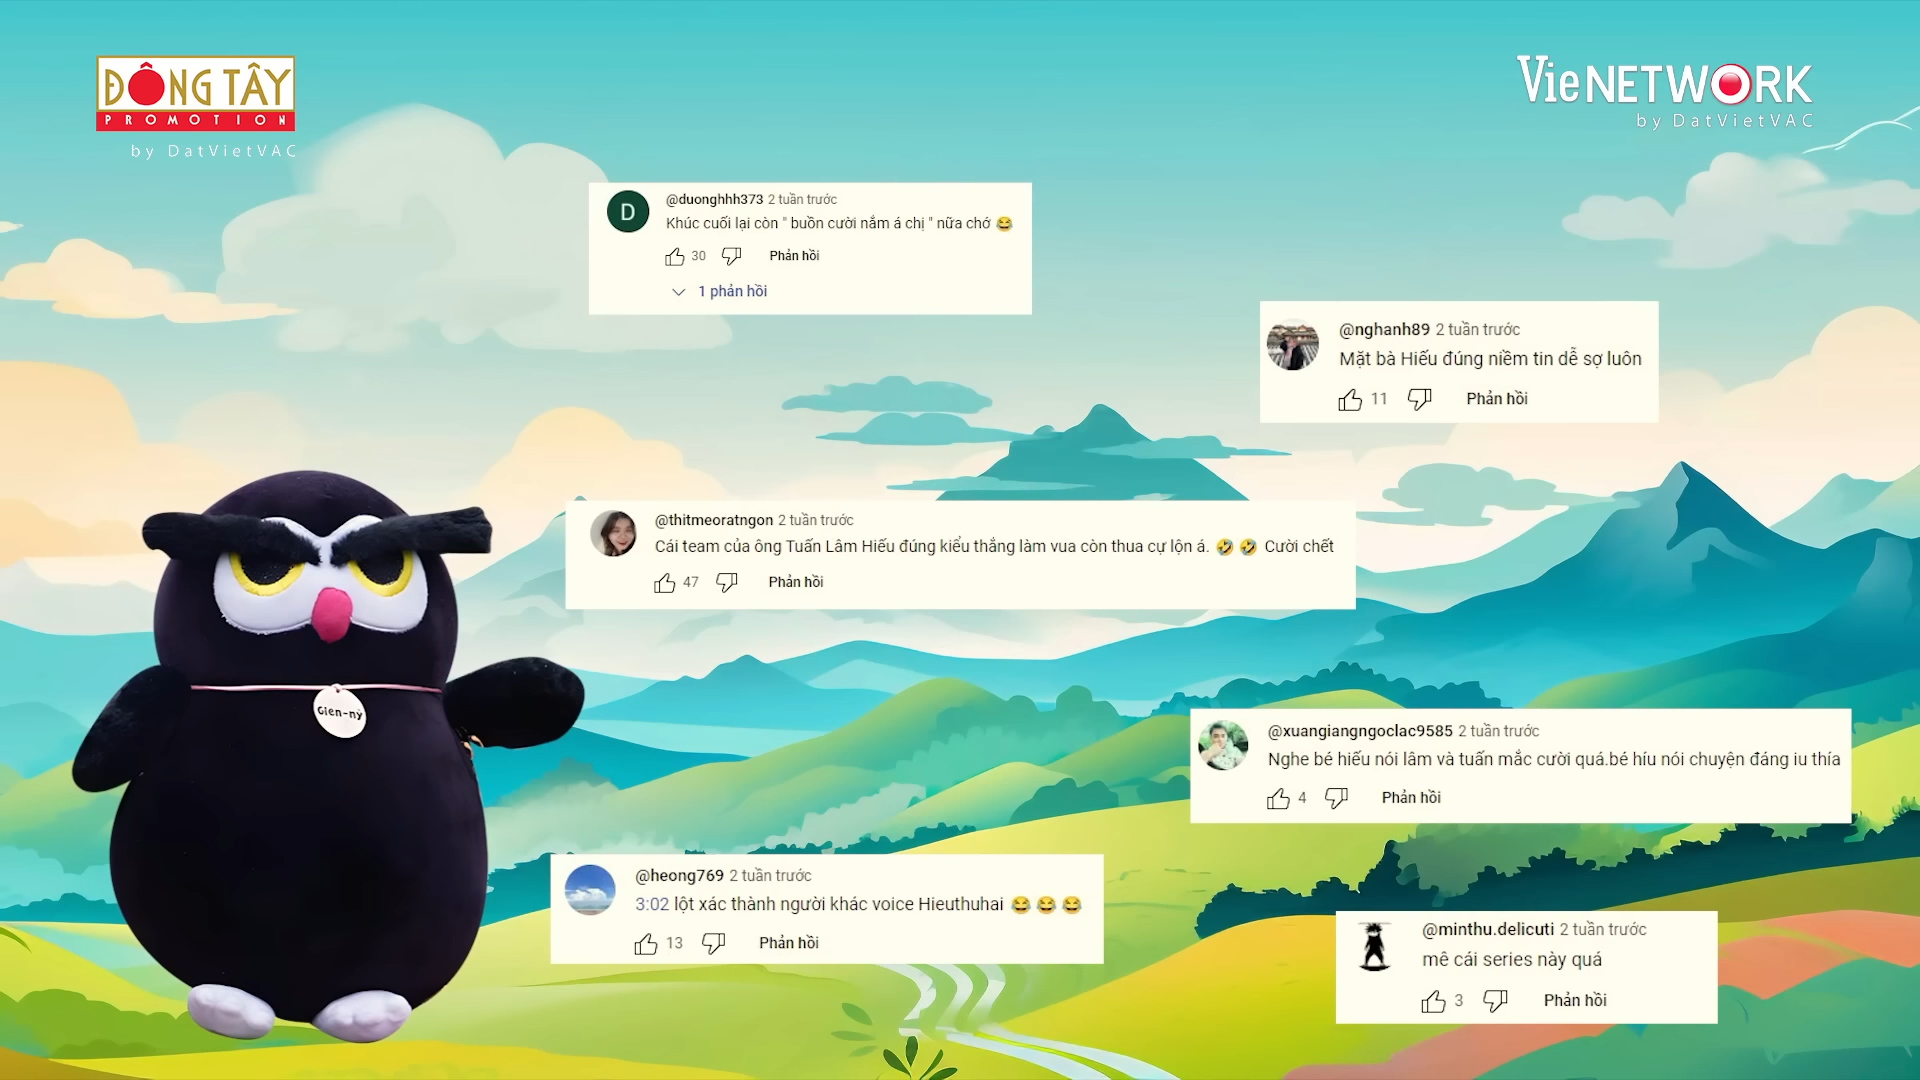 ĐÔNG TÂY
PROMOTION
by DatVietVAC
VieNETWORK
by DatVietVAC
D
@duonghhh373 2 tuần trước
Khúc cuối lại còn " buồn cười nắm á chị " nữa chớ 😂
30 Phản hồi
1 phản hồi
@nghanh89 2 tuần trước
Mặt bà Hiếu đúng niềm tin dễ sợ luôn
11 Phản hồi
@thitmeoratngon 2 tuần trước
Cái team của ông Tuấn Lâm Hiếu đúng kiểu thắng làm vua còn thua cự lộn á. 🤣 🤣 Cười chết
47 Phản hồi
Glen-nỳ
@xuangiangngoclac9585 2 tuần trước
Nghe bé hiếu nói lâm và tuấn mắc cười quá.bé híu nói chuyện đáng iu thía
4 Phản hồi
@heong769 2 tuần trước
3:02 lột xác thành người khác voice Hieuthuhai 😂 😂 😂
13 Phản hồi
@minthu.delicuti 2 tuần trước
mê cái series này quá
3 Phản hồi